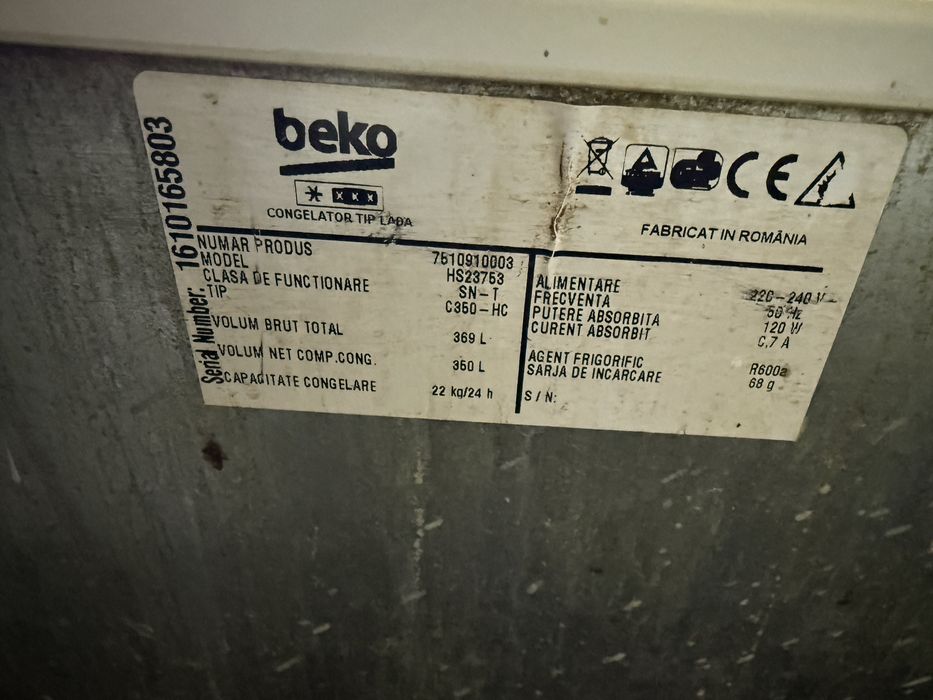 beko
CONGELATOR TIP LADA
FABRICAT IN ROMÂNIA
Serial Number: 1610165803
NUMAR PRODUS 7510910003
MODEL HS23753
CLASA DE FUNCTIONARE SN-T
TIP C350-HC
VOLUM BRUT TOTAL 369 L
VOLUM NET COMP.CONG. 350 L
CAPACITATE CONGELARE 22 kg/24 h
ALIMENTARE 220-240 V
FRECVENTA 50 Hz
PUTERE ABSORBITA 120 W
CURENT ABSORBIT 0,7 A
AGENT FRIGORIFIC R600a
SARJA DE INCARCARE 68 g
S / N: